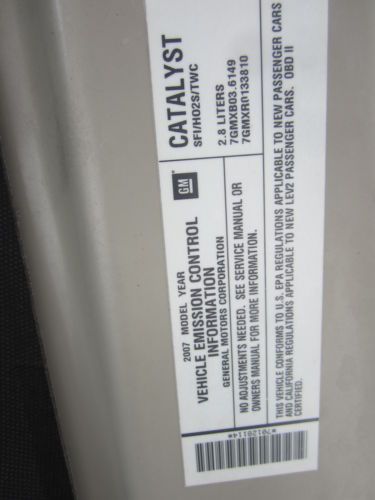 2007 MODEL YEAR
VEHICLE EMISSION CONTROL
INFORMATION
GENERAL MOTORS CORPORATION
GM
CATALYST
SFI/HO2S/TWC
2.8 LITERS
7GMXB03.6149
7GMXR0133810
NO ADJUSTMENTS NEEDED. SEE SERVICE MANUAL OR
OWNERS MANUAL FOR MORE INFORMATION.
THIS VEHICLE CONFORMS TO U.S. EPA REGULATIONS APPLICABLE TO NEW PASSENGER CARS
AND CALIFORNIA REGULATIONS APPLICABLE TO NEW LEV2 PASSENGER CARS. OBD II
CERTIFIED.
*70120114*